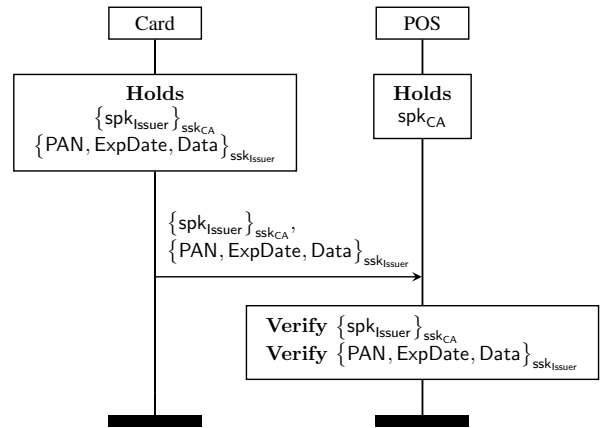 Card POS
Holds
{spk_Issuer}_ssk_CA
{PAN, ExpDate, Data}_ssk_Issuer
Holds
spk_CA
{spk_Issuer}_ssk_CA,
{PAN, ExpDate, Data}_ssk_Issuer
Verify {spk_Issuer}_ssk_CA
Verify {PAN, ExpDate, Data}_ssk_Issuer